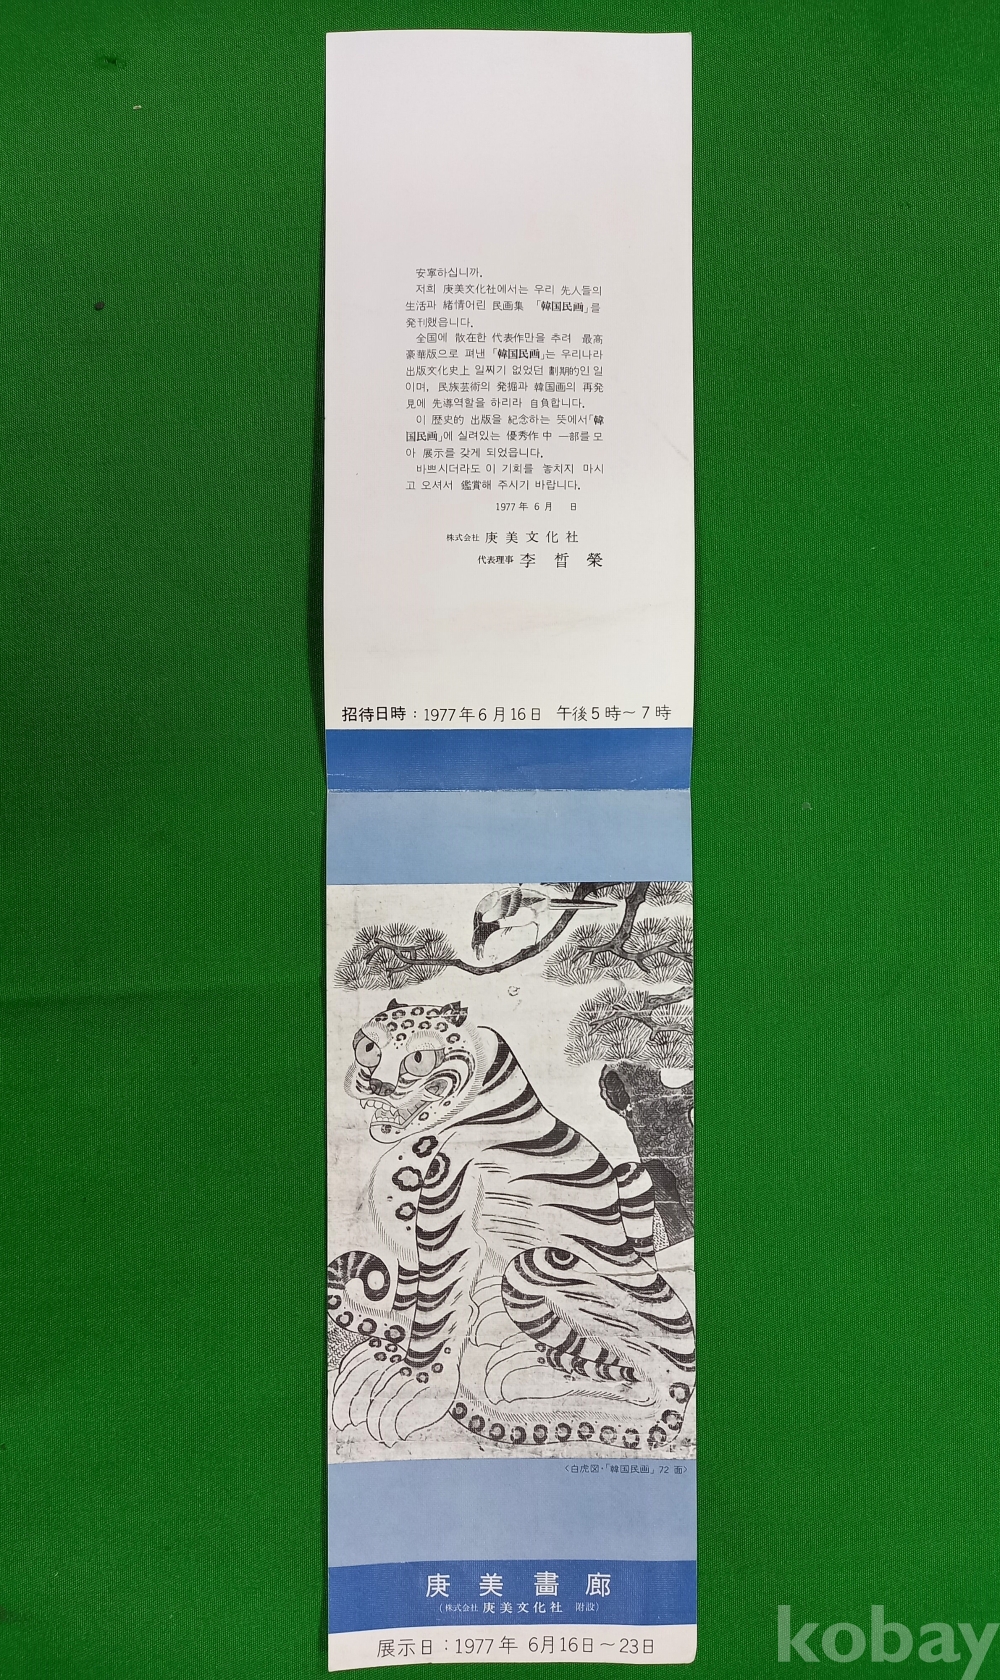 安寧하십니까.
저희 庚美文化社에서는 우리 先人들의
生活과 緒情어린 民画集 「韓国民画」를
発刊했읍니다.
全国에 散在한 代表作만을 추려 最高
豪華版으로 펴낸 「韓国民画」는 우리나라
出版文化史上 일찌기 없었던 劃期的인 일
이며, 民族芸術의 発掘과 韓国画의 再発
見에 先導역할을 하리라 自負합니다.
이 歴史的 出版을 紀念하는 뜻에서「韓
国民画」에 실려있는 優秀作 中 一部를 모
아 展示를 갖게 되었읍니다.
바쁘시더라도 이 기회를 놓치지 마시
고 오셔서 鑑賞해 주시기 바랍니다.
1977年 6月 日
株式会社 庚美文化社
代表理事 李晳榮
招待日時 : 1977年 6月 16日 午後 5時~7時
<白虎図・「韓国民画」 72面>
庚美畵廊
(株式会社 庚美文化社 附設)
展示日 : 1977年 6月16日~23日
kobay